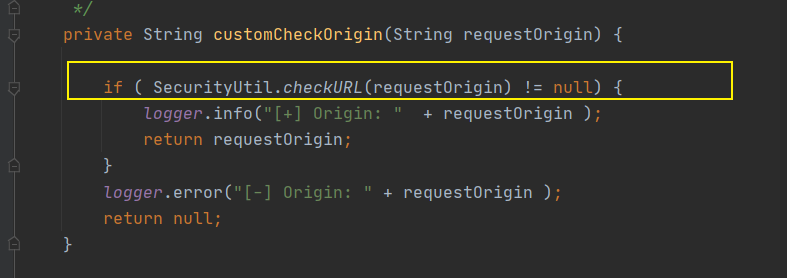 */
private String customCheckOrigin(String requestOrigin) {
if ( SecurityUtil.checkURL(requestOrigin) != null) {
logger.info("[+] Origin: "  + requestOrigin );
return requestOrigin;
}
logger.error("[-] Origin: " + requestOrigin );
return null;
}